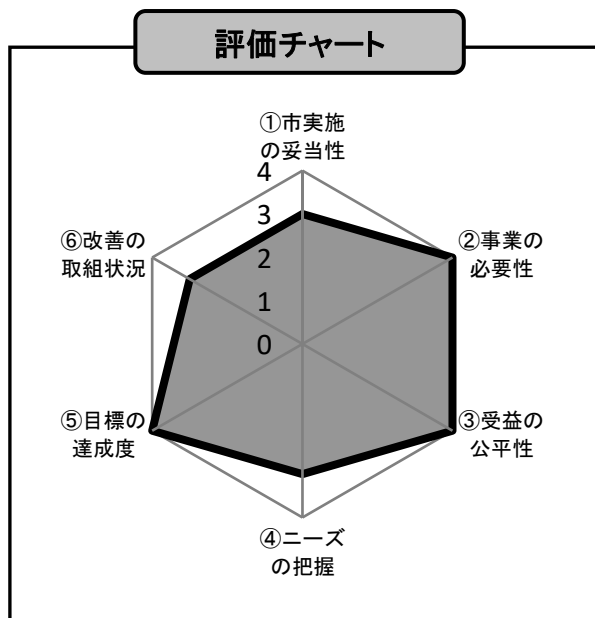 評価チャート
①市実施
の妥当性
4
3
2
1
0
②事業の
必要性
③受益の
公平性
④ニーズ
の把握
⑤目標の
達成度
⑥改善の
取組状況